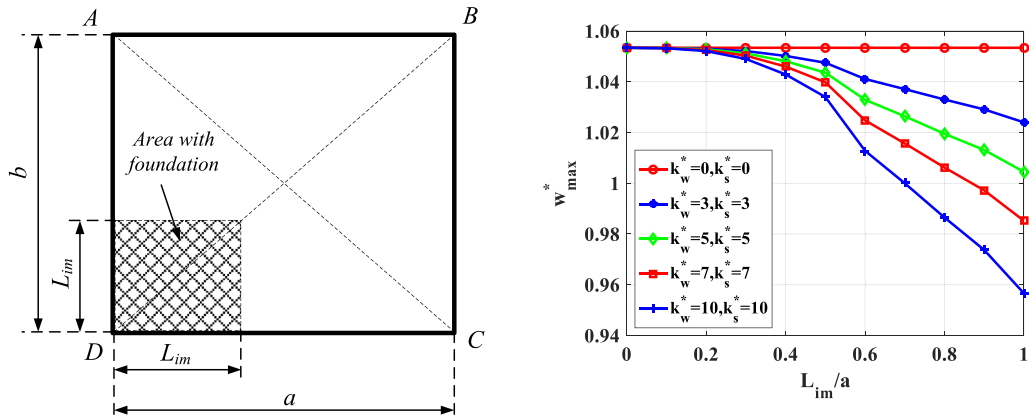 A
B
Area with
foundation
b
L_im
D
C
L_im
a
1.06
1.04
1.02
1
0.98
0.96
0.94
w*max
k*w=0,k*s=0
k*w=3,k*s=3
k*w=5,k*s=5
k*w=7,k*s=7
k*w=10,k*s=10
0
0.2
0.4
0.6
0.8
1
L_im/a